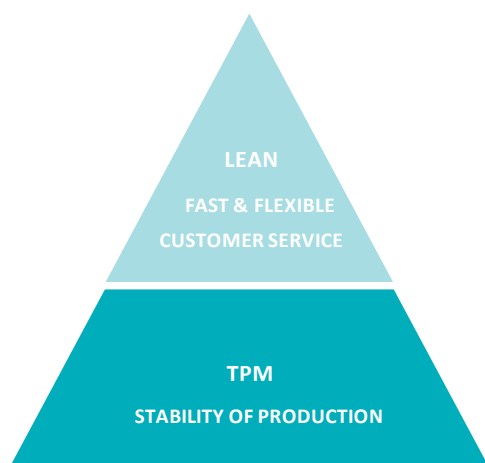 LEAN
FAST & FLEXIBLE
CUSTOMER SERVICE
TPM
STABILITY OF PRODUCTION